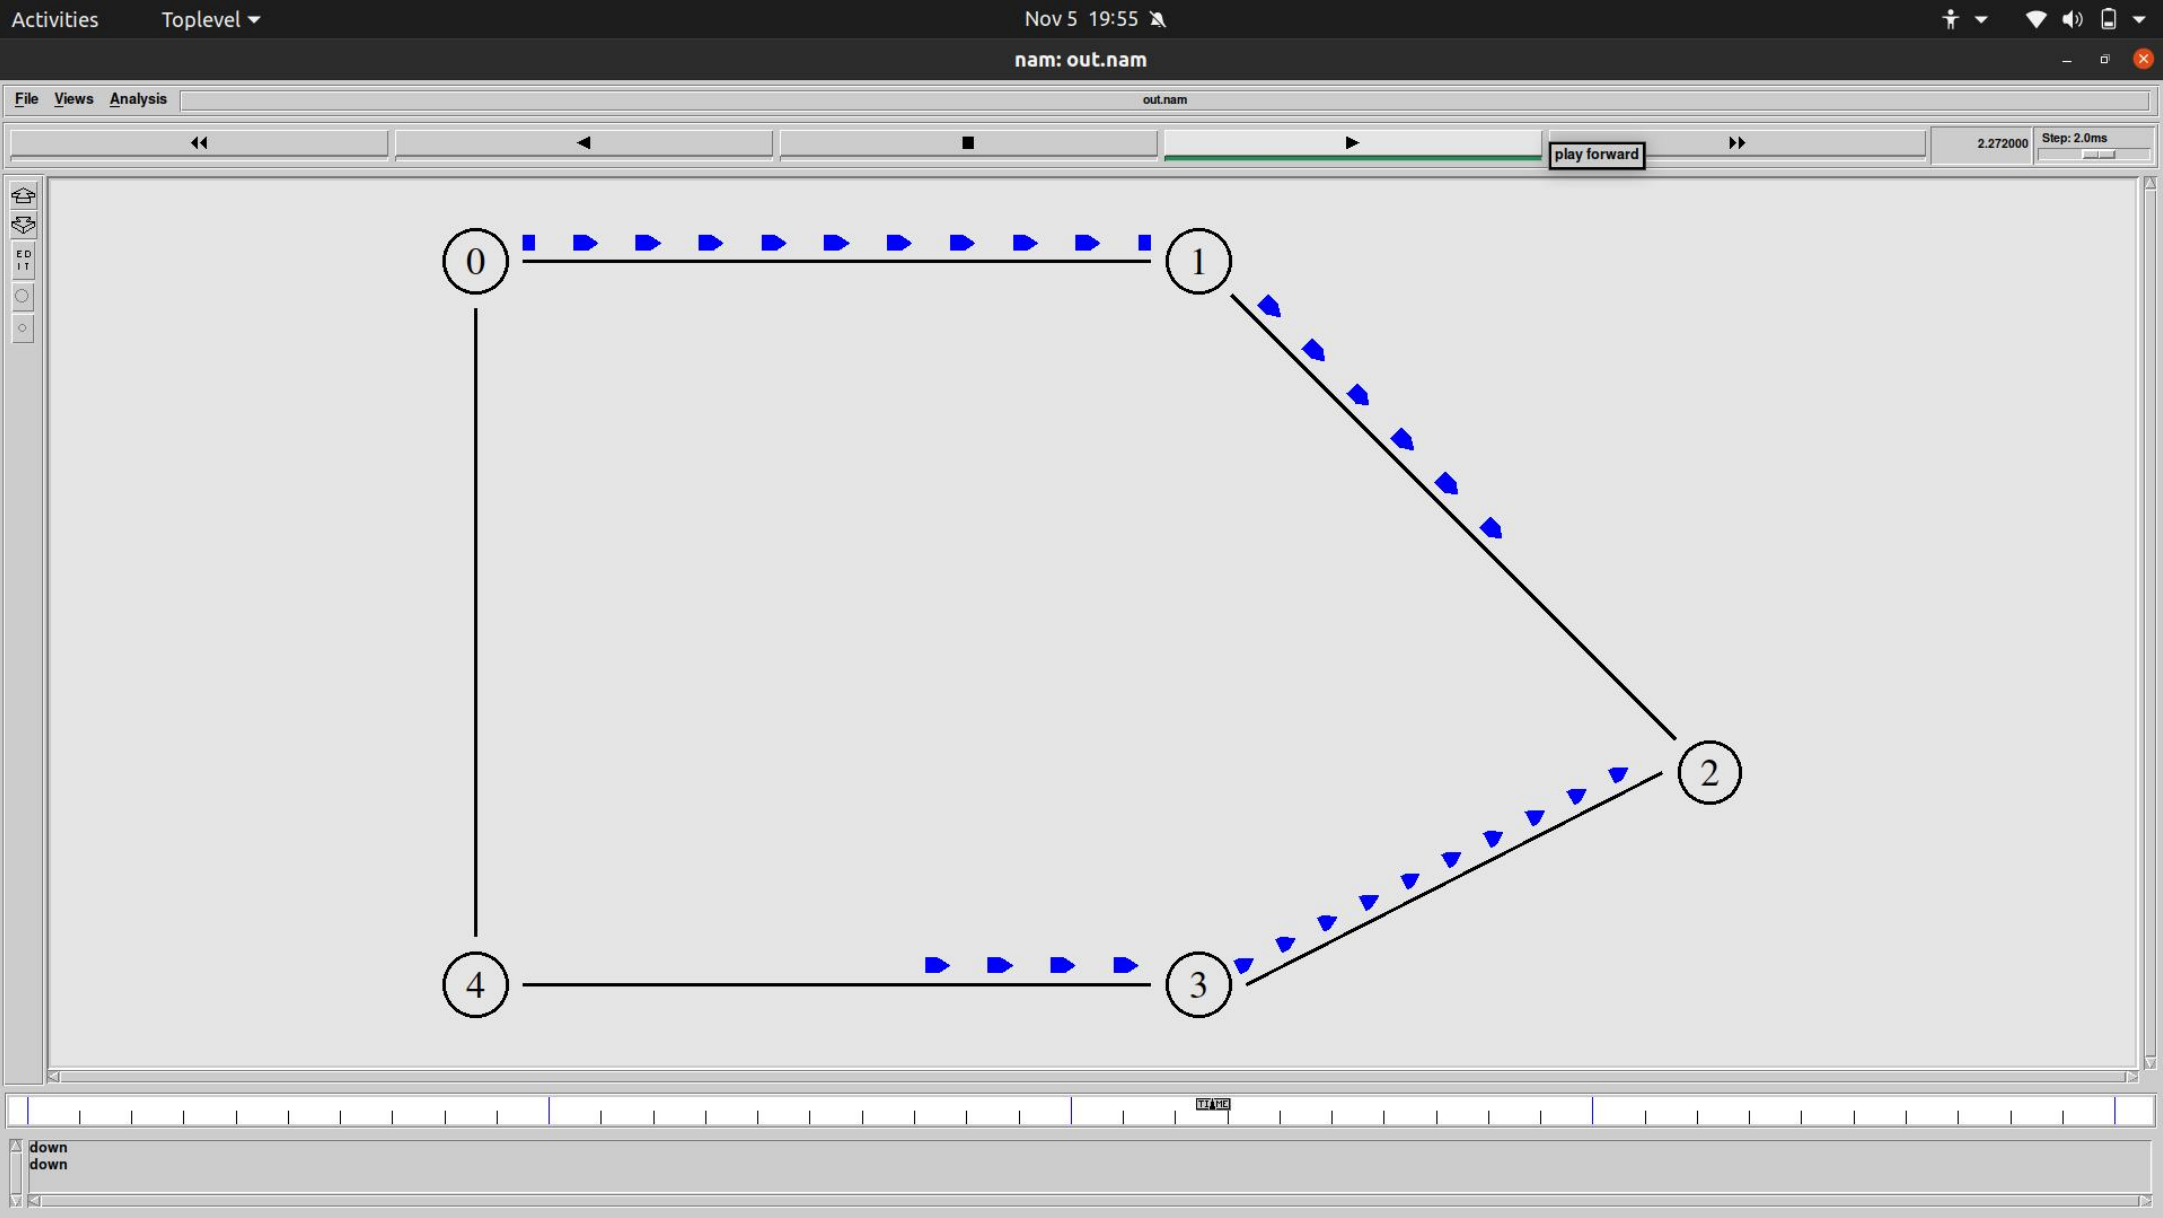 Activities Toplevel Nov 5 19:55
nam: out.nam
File Views Analysis out.nam
2.272000 Step: 2.0ms
play forward
E D
I T
0 1
2
4 3
TIME
down
down